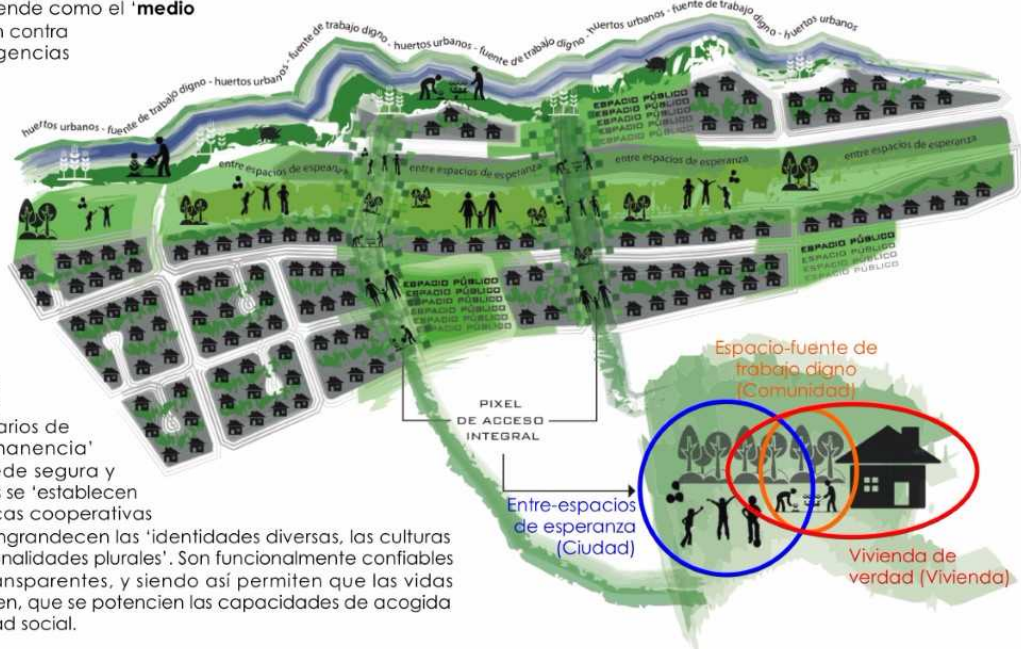 ende como el 'medio
n contra
gencias
huertos urbanos - fuente de trabajo digno - huertos urbanos - fuente de trabajo digno - huertos urbanos - fuente de trabajo digno - huertos urbanos - fuente de trabajo digno - huertos urbanos
ESPACIO PÚBLICO
ESPACIO PÚBLICO
ESPACIO PÚBLICO
ESPACIO PÚBLICO
entre espacios de esperanza
entre espacios de esperanza
entre espacios de esperanza
entre espacios de esperanza
ESPACIO PÚBLICO
ESPACIO PÚBLICO
ESPACIO PÚBLICO
ESPACIO PÚBLICO
ESPACIO PÚBLICO
ESPACIO PÚBLICO
ESPACIO PÚBLICO
ESPACIO PÚBLICO
PIXEL
DE ACCESO
INTEGRAL
Espacio-fuente de
trabajo digno
(Comunidad)
Entre-espacios
de esperanza
(Ciudad)
Vivienda de
verdad (Vivienda)
arios de
manencia'
de segura y
s se 'establecen
cas cooperativas
ngrandecen las 'identidades diversas, las culturas
onalidades plurales'. Son funcionalmente confiables
ansparentes, y siendo así permiten que las vidas
en, que se potencien las capacidades de acogida
ad social.